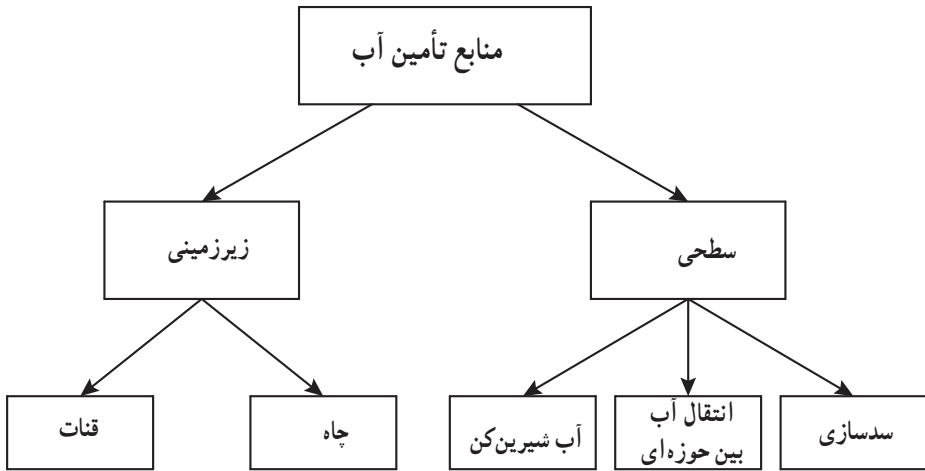 منابع تأمین آب
سطحی
زیرزمینی
سدسازی
انتقال آب
بین حوزه‌ای
آب شیرین‌کن
چاه
قنات